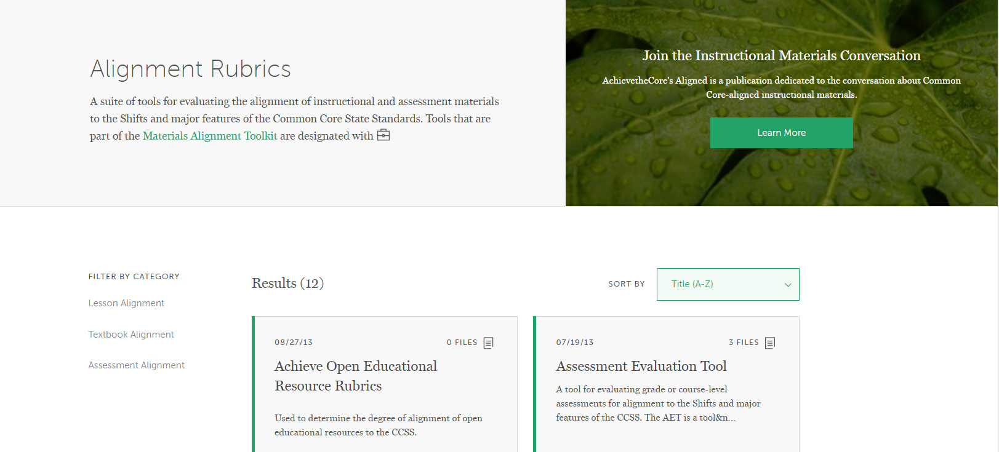 Alignment Rubrics
A suite of tools for evaluating the alignment of instructional and assessment materials
to the Shifts and major features of the Common Core State Standards. Tools that are
part of the Materials Alignment Toolkit are designated with
Join the Instructional Materials Conversation
AchievetheCore's Aligned is a publication dedicated to the conversation about Common
Core-aligned instructional materials.
Learn More
FILTER BY CATEGORY
Lesson Alignment
Textbook Alignment
Assessment Alignment
Results (12)
SORT BY
Title (A-Z)
08/27/13
0 FILES
Achieve Open Educational
Resource Rubrics
Used to determine the degree of alignment of open
educational resources to the CCSS.
07/19/13
3 FILES
Assessment Evaluation Tool
A tool for evaluating grade or course-level
assessments for alignment to the Shifts and major
features of the CCSS. The AET is a tool&n...